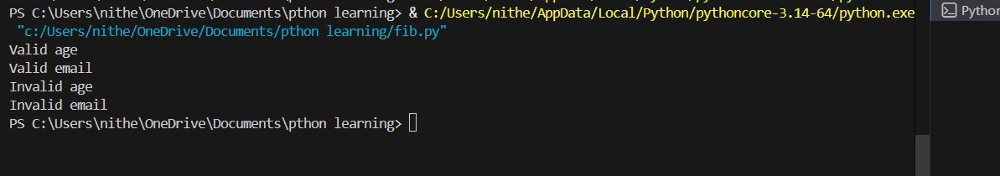 PS C:\Users\nithe\OneDrive\Documents\pthon learning> & C:/Users/nithe/AppData/Local/Python/pythoncore-3.14-64/python.exe
"c:/Users/nithe/OneDrive/Documents/pthon learning/fib.py"
Valid age
Valid email
Invalid age
Invalid email
PS C:\Users\nithe\OneDrive\Documents\pthon learning>
Python